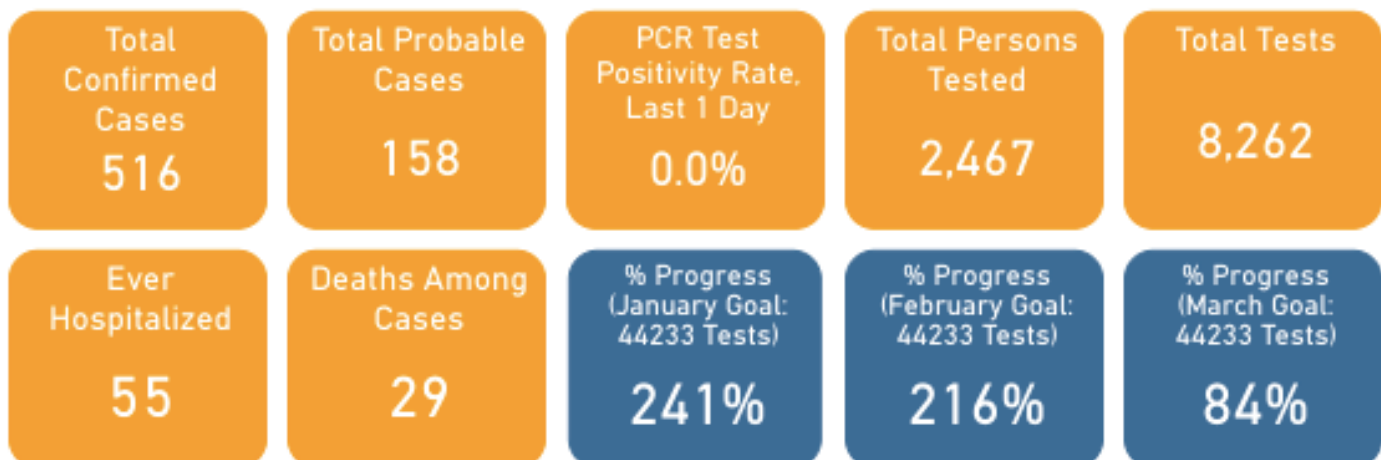 Total
Confirmed
Cases
516
Total Probable
Cases
158
PCR Test
Positivity Rate,
Last 1 Day
0.0%
Total Persons
Tested
2,467
Total Tests
8,262
Ever
Hospitalized
55
Deaths Among
Cases
29
% Progress
(January Goal:
44233 Tests)
241%
% Progress
(February Goal:
44233 Tests)
216%
% Progress
(March Goal:
44233 Tests)
84%